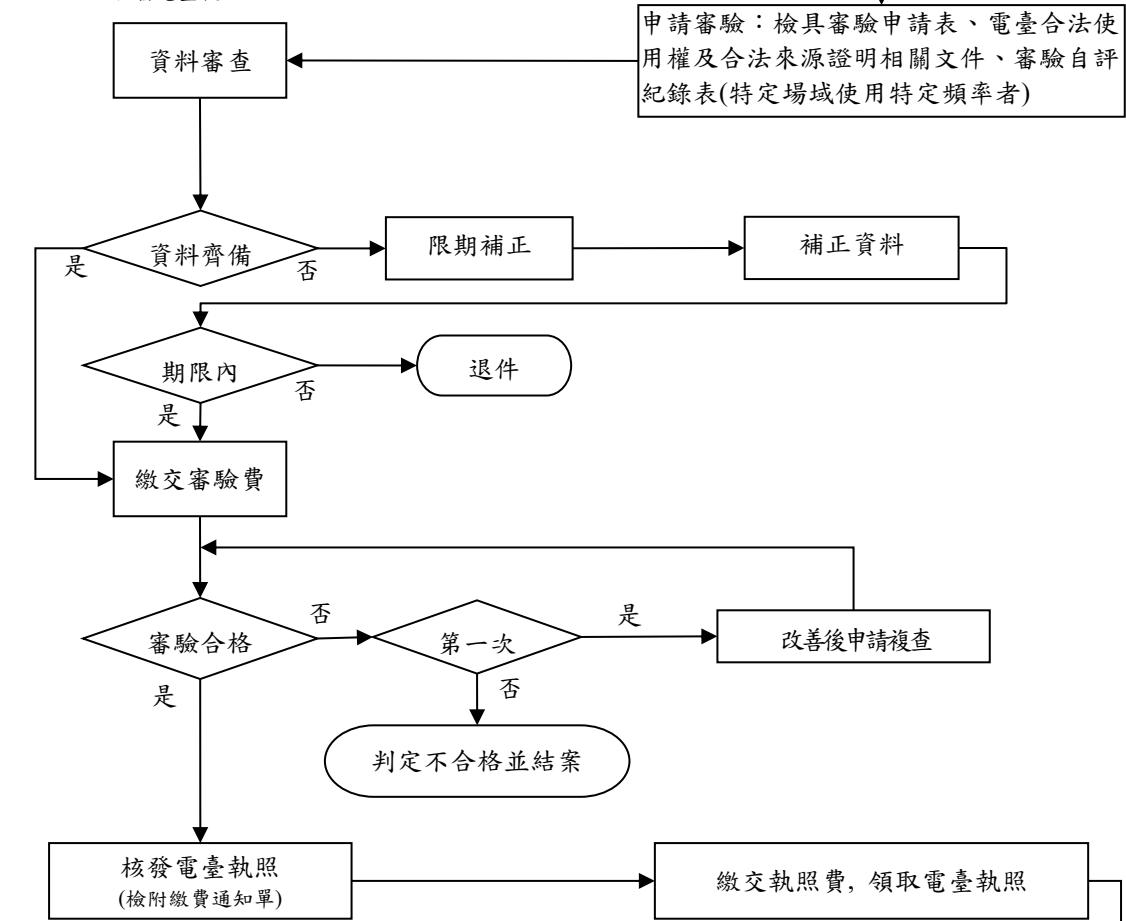 申請審驗：檢具審驗申請表、電臺合法使
用權及合法來源證明相關文件、審驗自評
紀錄表(特定場域使用特定頻率者)
資料審查
資料齊備
是
否
限期補正
補正資料
期限內
否
是
退件
繳交審驗費
審驗合格
否
是
第一次
是
否
改善後申請複查
判定不合格並結案
核發電臺執照
(檢附繳費通知單)
繳交執照費, 領取電臺執照